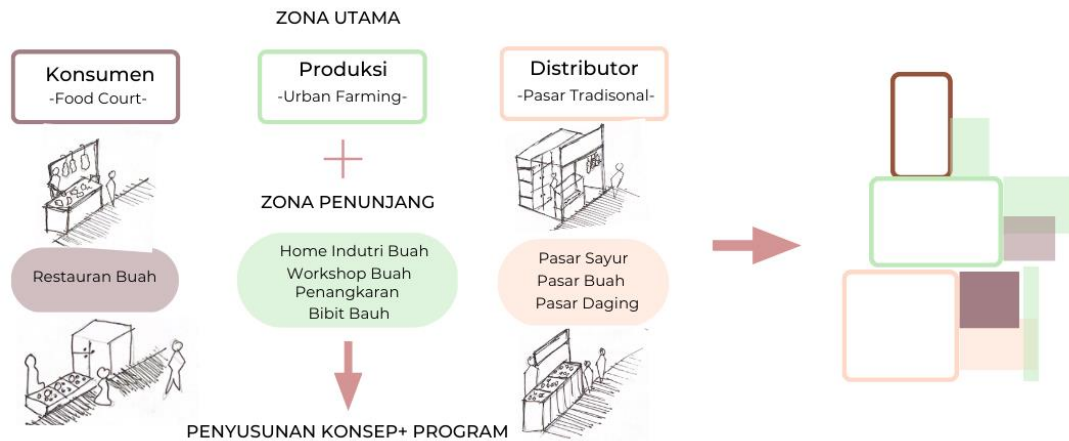 ZONA UTAMA
Konsumen
-Food Court-
Produksi
-Urban Farming-
Distributor
-Pasar Tradisonal-
ZONA PENUNJANG
Restauran Buah
Home Indutri Buah
Workshop Buah
Penangkaran
Bibit Bauh
Pasar Sayur
Pasar Buah
Pasar Daging
PENYUSUNAN KONSEP+ PROGRAM